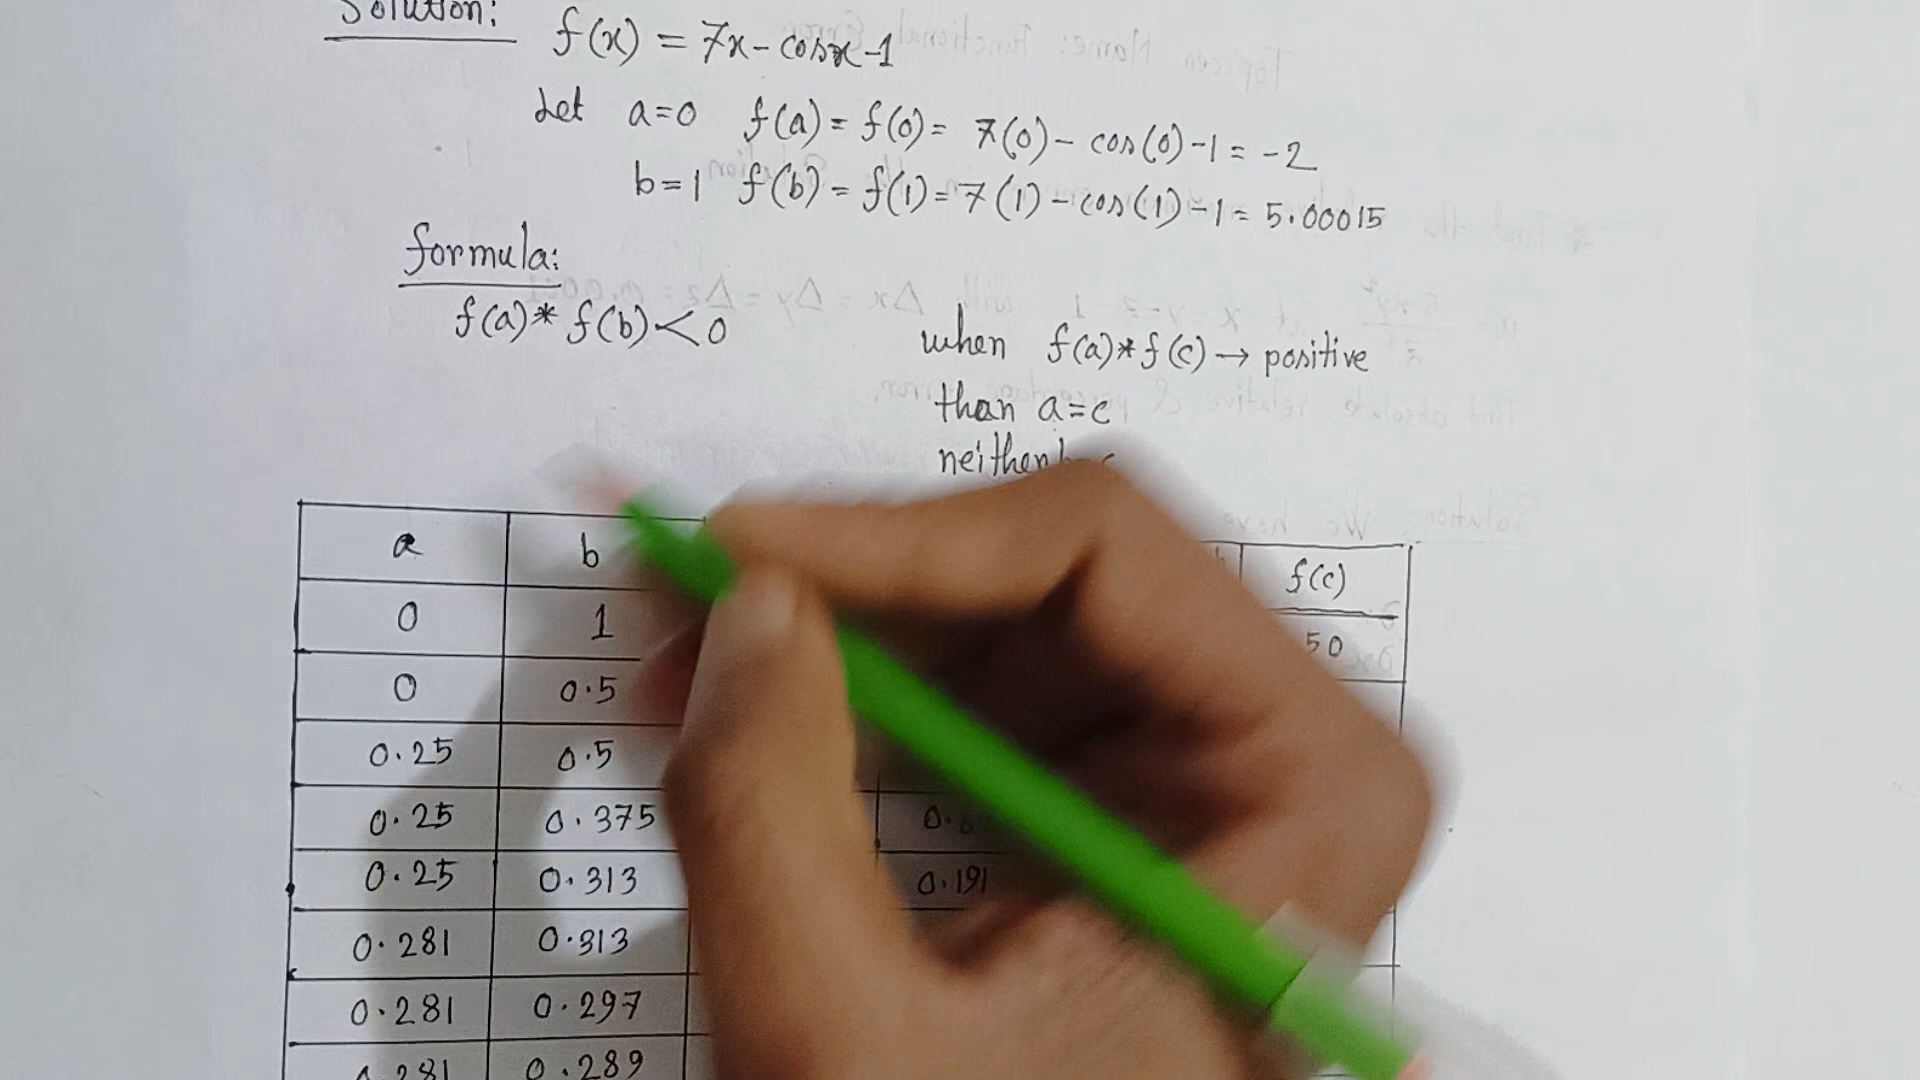 Solution: f(x) = 7x - cosx - 1
Let a=0 f(a) = f(0) = 7(0) - cos(0) - 1 = -2
b=1 f(b) = f(1) = 7(1) - cos(1) - 1 = 5.00015
formula:
f(a)* f(b) < 0
when f(a)*f(c) → positive
than a=c
neither
a b f(c)
0 1 50
0 0.5
0.25 0.5
0.25 0.375
0.25 0.313 0.191
0.281 0.313
0.281 0.297
0.281 0.289